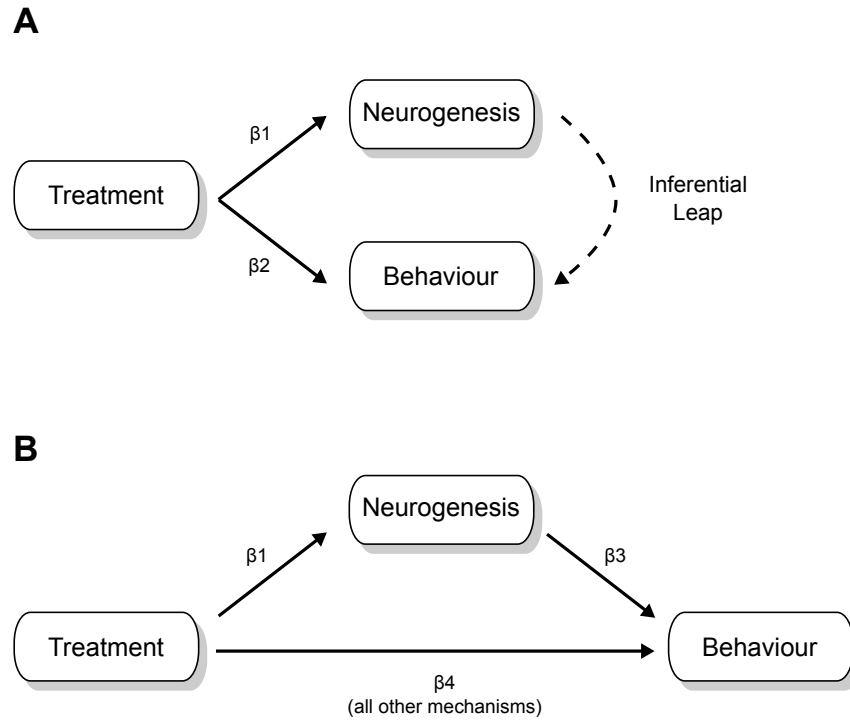 A
Neurogenesis
β1
Treatment
Inferential
Leap
β2
Behaviour
B
Neurogenesis
β1
β3
Treatment
Behaviour
β4
(all other mechanisms)